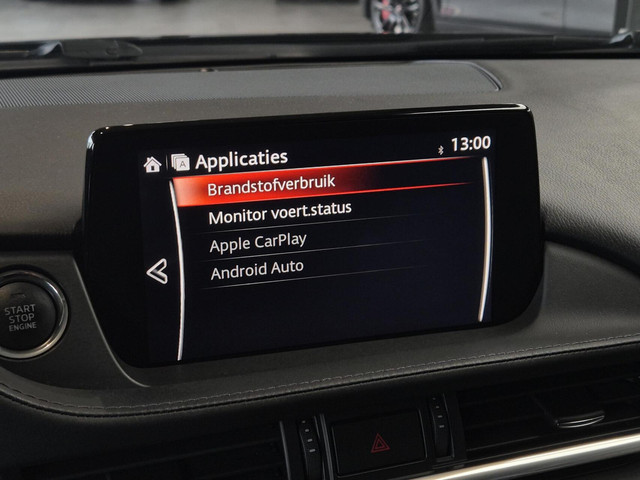 Applicaties
13:00
Brandstofverbruik
Monitor voert.status
Apple CarPlay
Android Auto
START
STOP
ENGINE